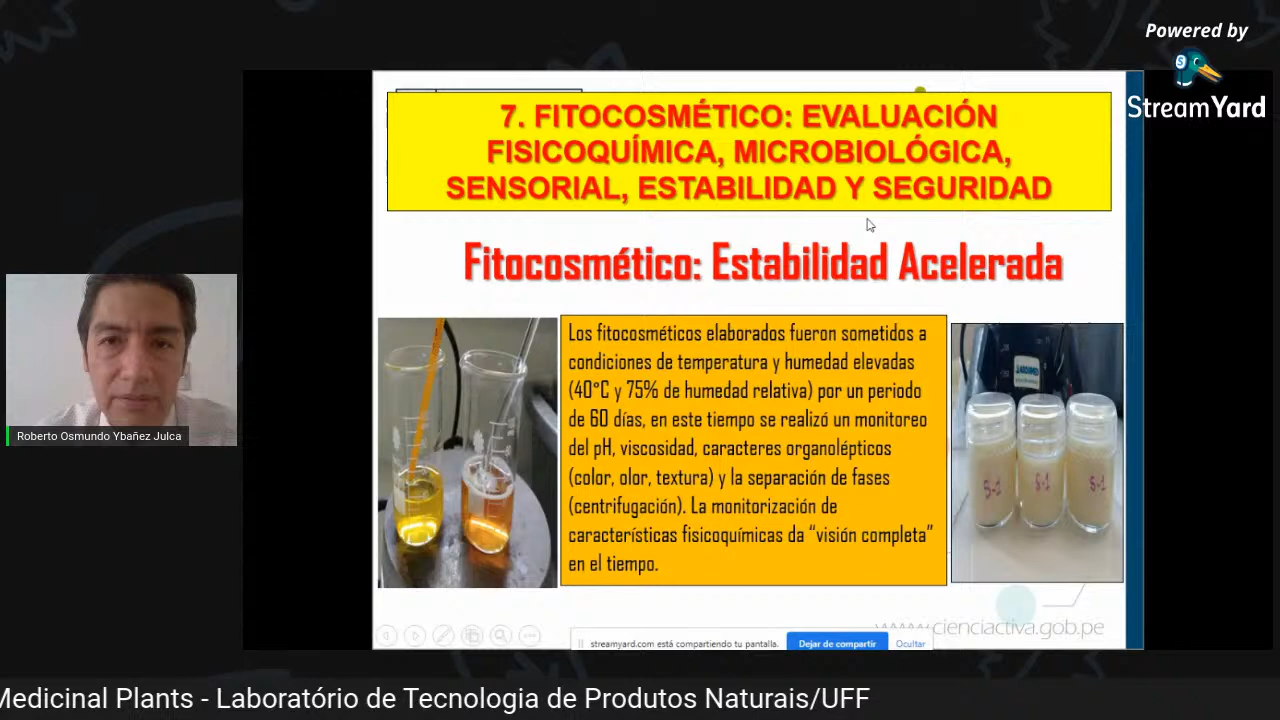 Powered by
StreamYard
7. FITOCOSMÉTICO: EVALUACIÓN
FISICOQUÍMICA, MICROBIOLÓGICA,
SENSORIAL, ESTABILIDAD Y SEGURIDAD
Fitocosmético: Estabilidad Acelerada
Los fitocosméticos elaborados fueron sometidos a
condiciones de temperatura y humedad elevadas
(40°C y 75% de humedad relativa) por un periodo
de 60 días, en este tiempo se realizó un monitoreo
del pH, viscosidad, caracteres organolépticos
(color, olor, textura) y la separación de fases
(centrifugación). La monitorización de
características fisicoquímicas da “visión completa”
en el tiempo.
S-1
S-1
S-1
Roberto Osmundo Ybañez Julca
www.cienciactiva.gob.pe
streamyard.com está compartiendo tu pantalla.
Dejar de compartir
Ocultar
Medicinal Plants - Laboratório de Tecnologia de Produtos Naturais/UFF